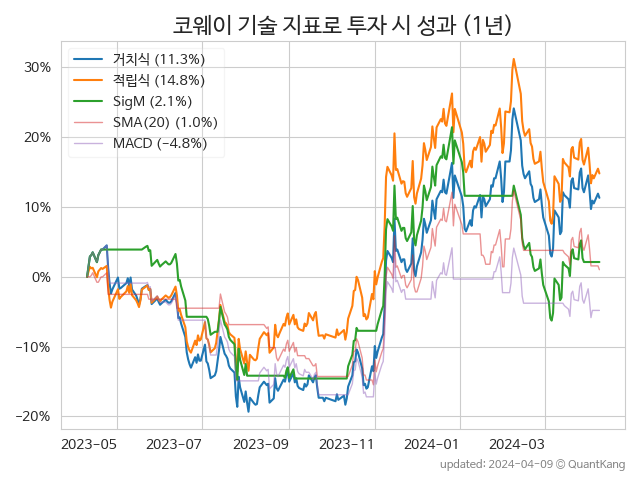 코웨이 기술 지표로 투자 시 성과 (1년)
거치식 (11.3%)
적립식 (14.8%)
SigM (2.1%)
SMA(20) (1.0%)
MACD (−4.8%)
30%
20%
10%
0%
−10%
−20%
2023-05 2023-07 2023-09 2023-11 2024-01 2024-03
updated: 2024-04-09 © QuantKang